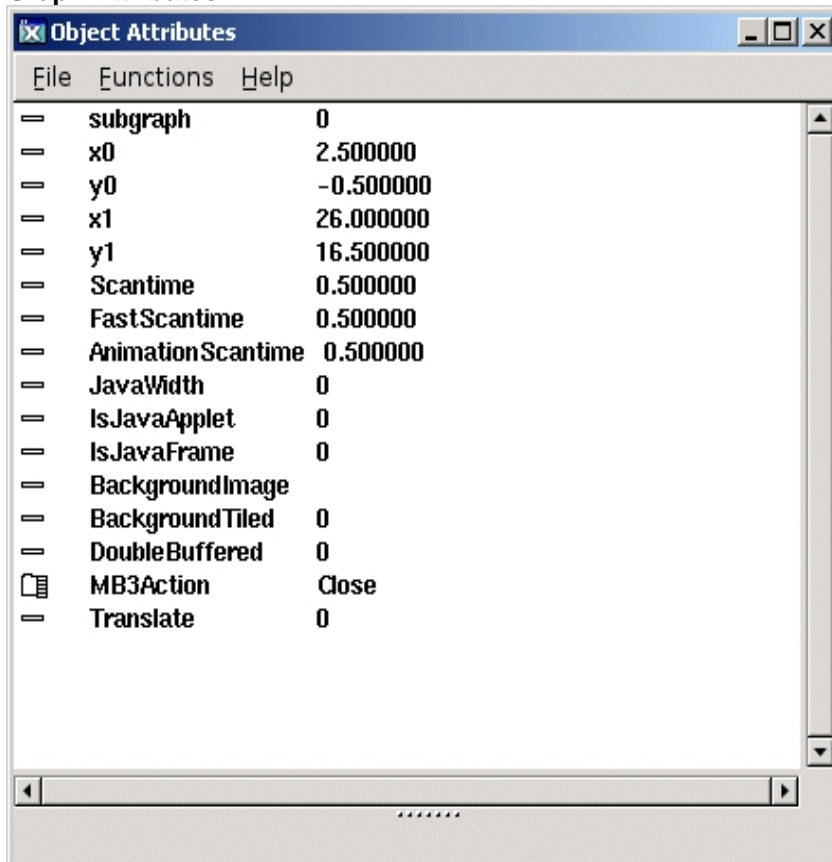 Object Attributes
File Functions Help
subgraph 0
x0 2.500000
y0 -0.500000
x1 26.000000
y1 16.500000
Scantime 0.500000
FastScantime 0.500000
AnimationScantime 0.500000
JavaWidth 0
IsJavaApplet 0
IsJavaFrame 0
BackgroundImage
BackgroundTiled 0
DoubleBuffered 0
MB3Action Close
Translate 0